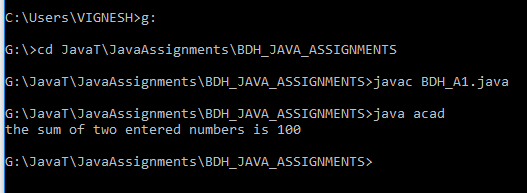 C:\Users\VIGNESH>g:
G:\>cd JavaT\JavaAssignments\BDH_JAVA_ASSIGNMENTS
G:\JavaT\JavaAssignments\BDH_JAVA_ASSIGNMENTS>javac BDH_A1.java
G:\JavaT\JavaAssignments\BDH_JAVA_ASSIGNMENTS>java acad
the sum of two entered numbers is 100
G:\JavaT\JavaAssignments\BDH_JAVA_ASSIGNMENTS>